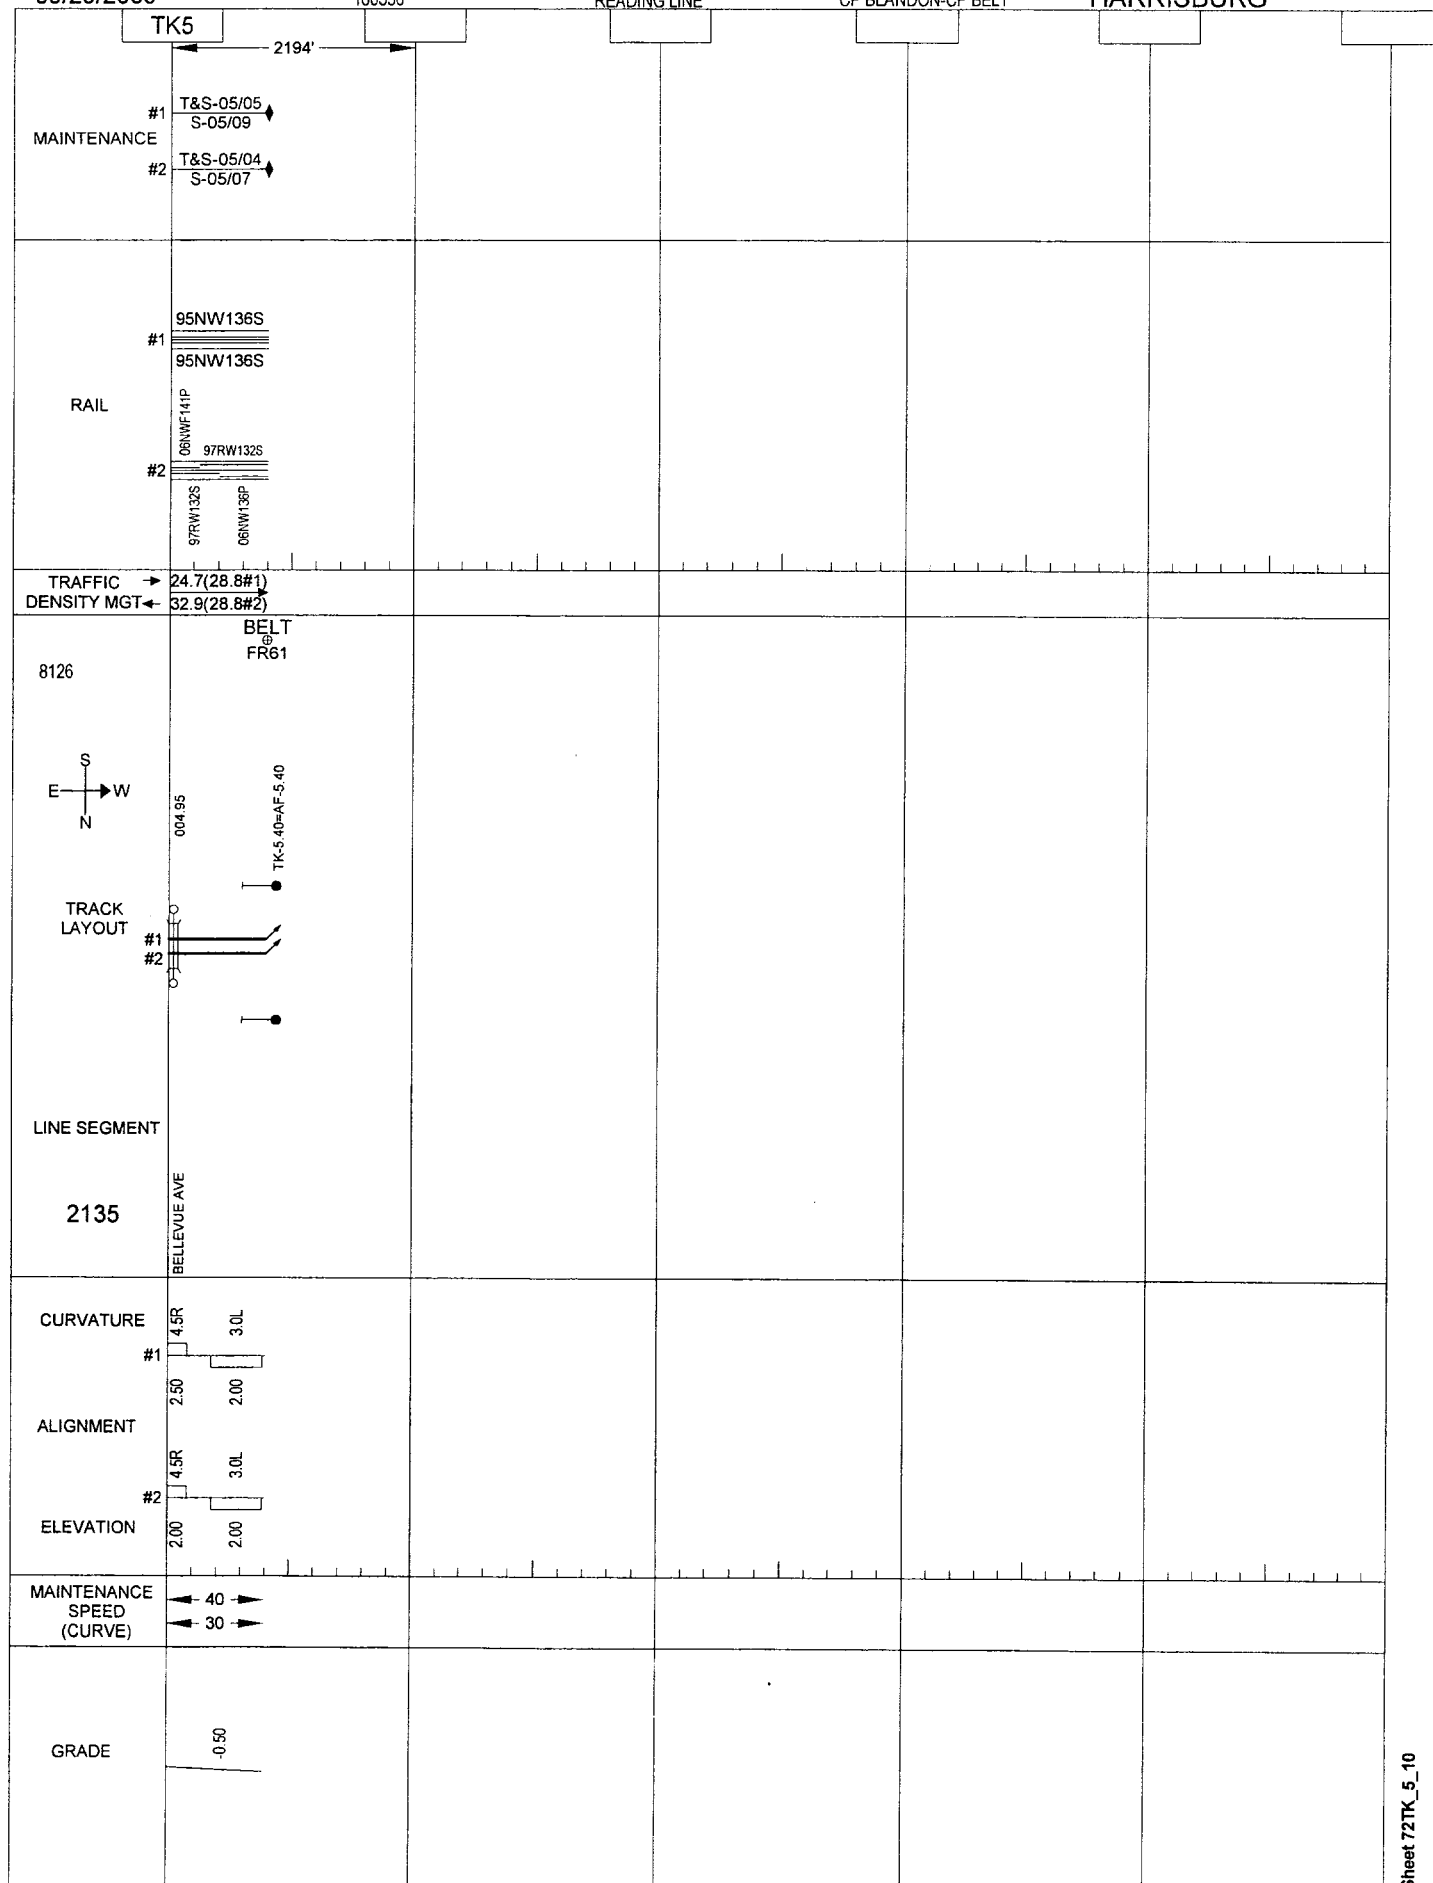 READING LINE
CP BLANDON-CP BELT
HARRISBURG
TK5
2194'
MAINTENANCE
#1
T&S-05/05
S-05/09
#2
T&S-05/04
S-05/07
RAIL
95NW136S
#1
95NW136S
06NWF141P
97RW132S
#2
97RW132S
06NW136P
TRAFFIC
24.7(28.8#1)
DENSITY MGT
32.9(28.8#2)
BELT
FR61
8126
S
E W
N
004.95
TK-5.40=AF-5.40
TRACK
LAYOUT
#1
#2
LINE SEGMENT
2135
BELLEVUE AVE
CURVATURE
4.5R
3.0L
#1
2.50
2.00
ALIGNMENT
4.5R
3.0L
#2
ELEVATION
2.00
2.00
MAINTENANCE
SPEED
(CURVE)
40
30
GRADE
-0.50
Sheet 72TK_5_10